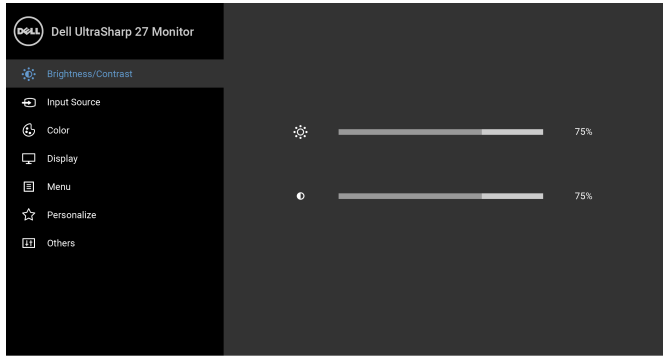 DELL
Dell UltraSharp 27 Monitor
Brightness/Contrast
Input Source
Color
75%
Display
Menu
75%
Personalize
Others